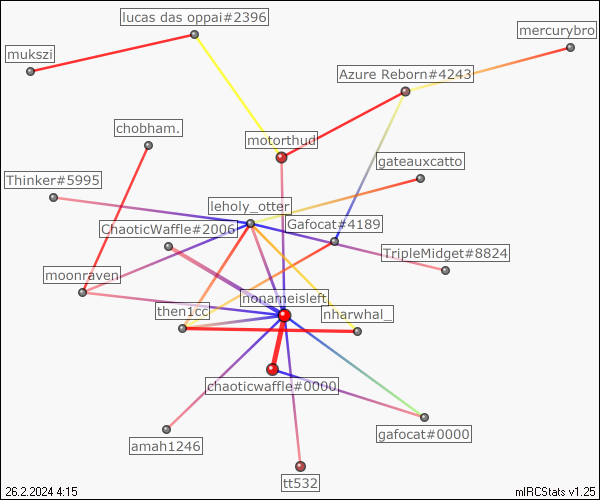 lucas das oppai#2396
mercurybro
mukszi
Azure Reborn#4243
chobham.
motorthud
gateauxcatto
Thinker#5995
leholy_otter
ChaoticWaffle#2006
Gafocat#4189
TripleMidget#8824
moonraven
nonameisleft
then1cc
nharwhal_
chaoticwaffle#0000
gafocat#0000
amah1246
tt532
26.2.2024 4:15
mIRCStats v1.25